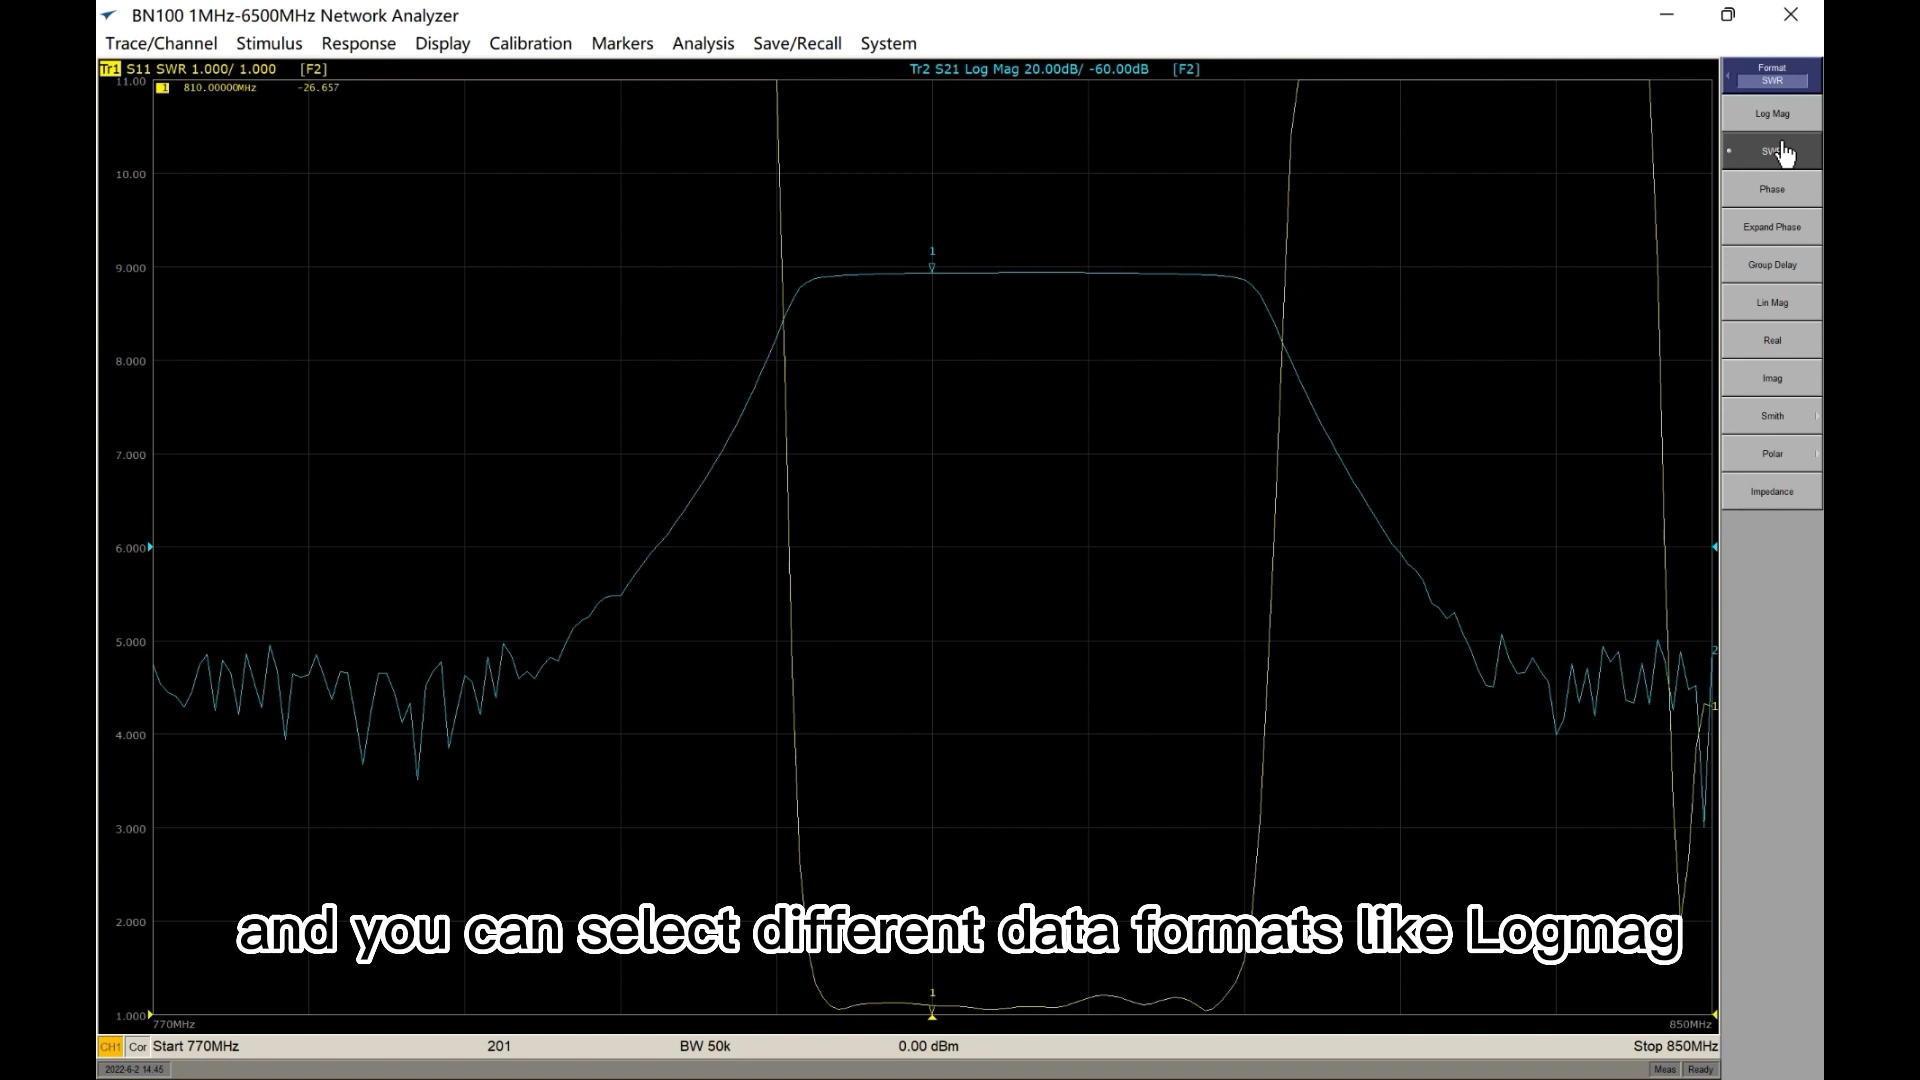 BN100 1MHz-6500MHz Network Analyzer
Trace/Channel Stimulus Response Display Calibration Markers Analysis Save/Recall System
Tr1 S11 SWR 1.000/ 1.000 [F2]
Tr2 S21 Log Mag 20.00dB/ -60.00dB [F2]
1 810.00000MHz -26.657
11.00
10.00
9.000
8.000
7.000
6.000
5.000
4.000
3.000
2.000
1.000
1
1
2
1
770MHz
850MHz
Format
SWR
Log Mag
Phase
Expand Phase
Group Delay
Lin Mag
Real
Imag
Smith
Polar
Impedance
and you can select different data formats like Logmag
CH1 Cor Start 770MHz 201 BW 50k 0.00 dBm Stop 850MHz
2022-6-2 14:45 Meas Ready